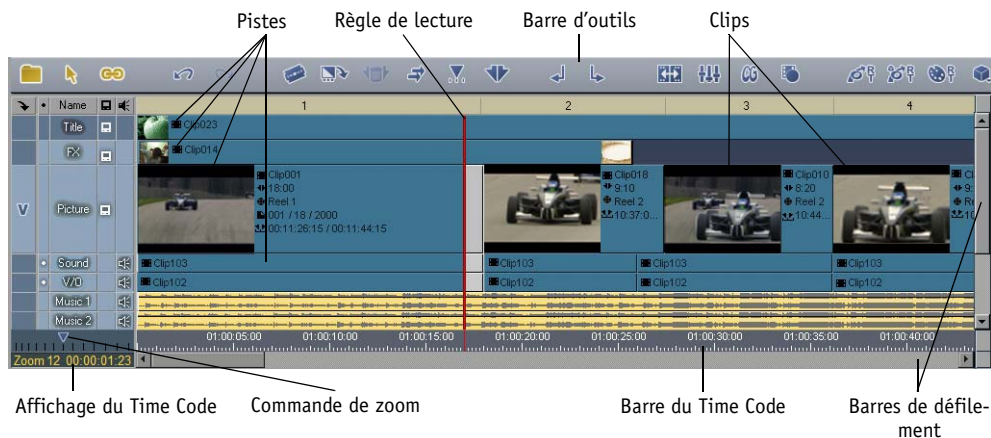 Pistes Règle de lecture Barre d'outils Clips
Name 1 2 3 4
Title Clip023
FX Clip014
V Picture
Clip001
18:00
Reel 1
001 / 18 / 2000
00:11:26:15 / 00:11:44:15
Clip018
9:10
Reel 2
10:37:0...
Clip010
8:20
Reel 2
10:44...
Sound Clip103 Clip103 Clip103 Clip103
V/O Clip102 Clip102 Clip102 Clip102
Music 1
Music 2
01:00:05:00 01:00:10:00 01:00:15:00 01:00:20:00 01:00:25:00 01:00:30:00 01:00:35:00 01:00:40:00
Zoom 12 00:00:01:23
Affichage du Time Code Commande de zoom Barre du Time Code Barres de défile-
ment